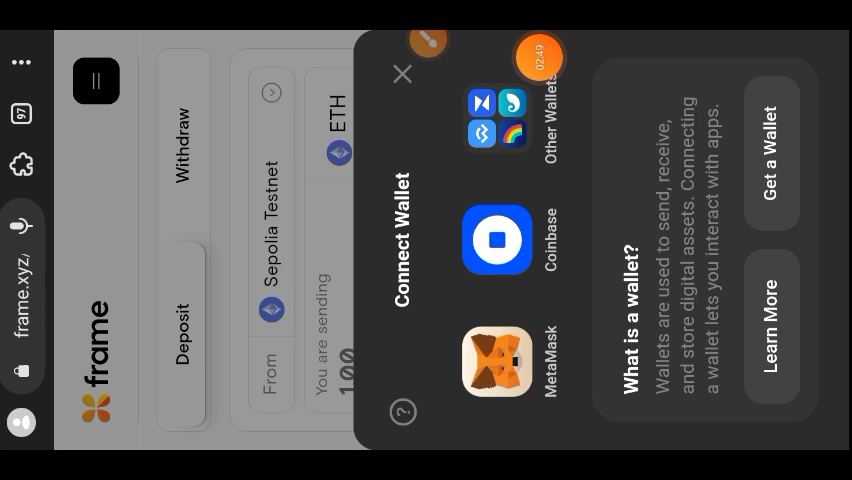 frame.xyz/
97
frame
Deposit
Withdraw
From
Sepolia Testnet
You are sending
100
ETH
Connect Wallet
02:49
MetaMask
Coinbase
Other Wallets
What is a wallet?
Wallets are used to send, receive,
and store digital assets. Connecting
a wallet lets you interact with apps.
Learn More
Get a Wallet